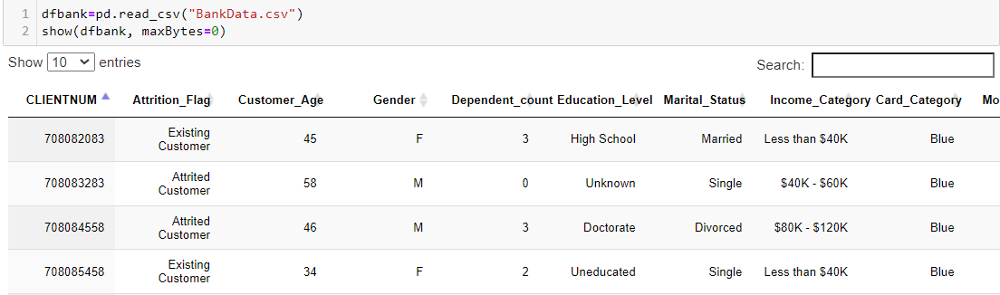 1 dfbank=pd.read_csv("BankData.csv")
2 show(dfbank, maxBytes=0)
Show 10 entries
Search:
CLIENTNUM Attrition_Flag Customer_Age Gender Dependent_count Education_Level Marital_Status Income_Category Card_Category Mo
708082083 Existing Customer 45 F 3 High School Married Less than $40K Blue
708083283 Attrited Customer 58 M 0 Unknown Single $40K - $60K Blue
708084558 Attrited Customer 46 M 3 Doctorate Divorced $80K - $120K Blue
708085458 Existing Customer 34 F 2 Uneducated Single Less than $40K Blue